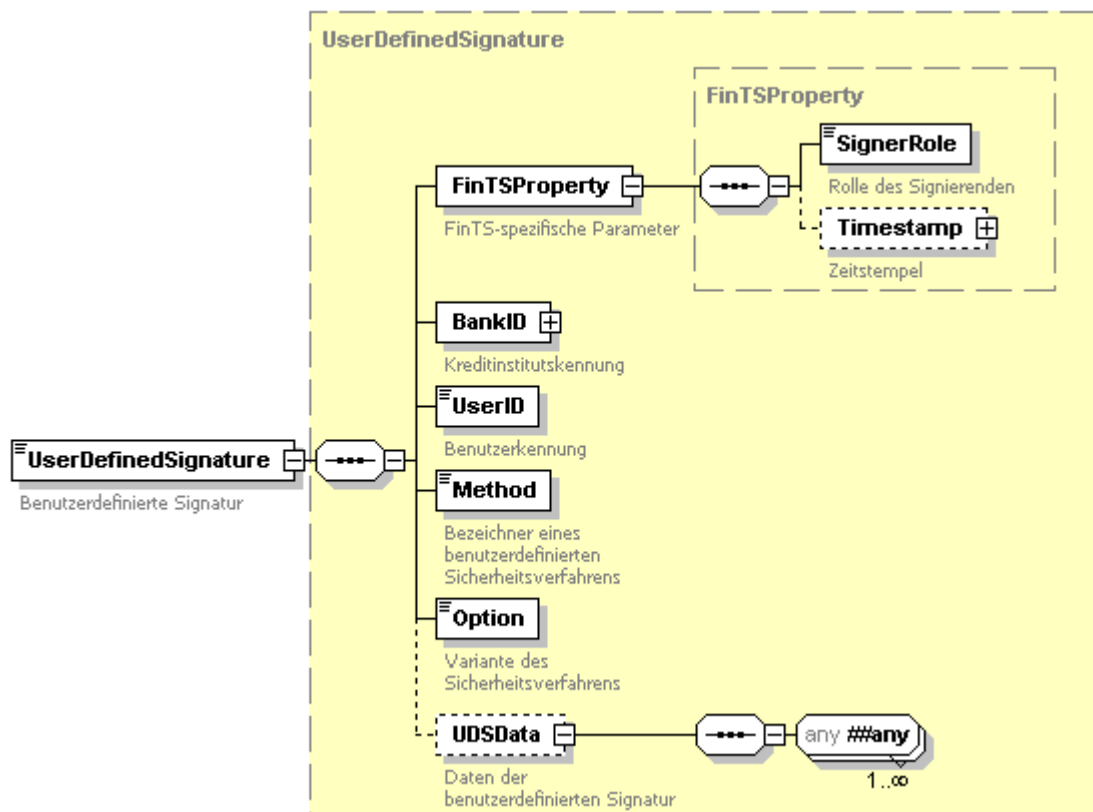 UserDefinedSignature
FinTSProperty
SignerRole
Rolle des Signierenden
FinTSProperty
FinTS-spezifische Parameter
Timestamp
Zeitstempel
BankID
Kreditinstitutskennung
UserID
Benutzerkennung
UserDefinedSignature
Benutzerdefinierte Signatur
Method
Bezeichner eines
benutzerdefinierten
Sicherheitsverfahrens
Option
Variante des
Sicherheitsverfahrens
UDSData
Daten der
benutzerdefinierten Signatur
any ##any
1..∞